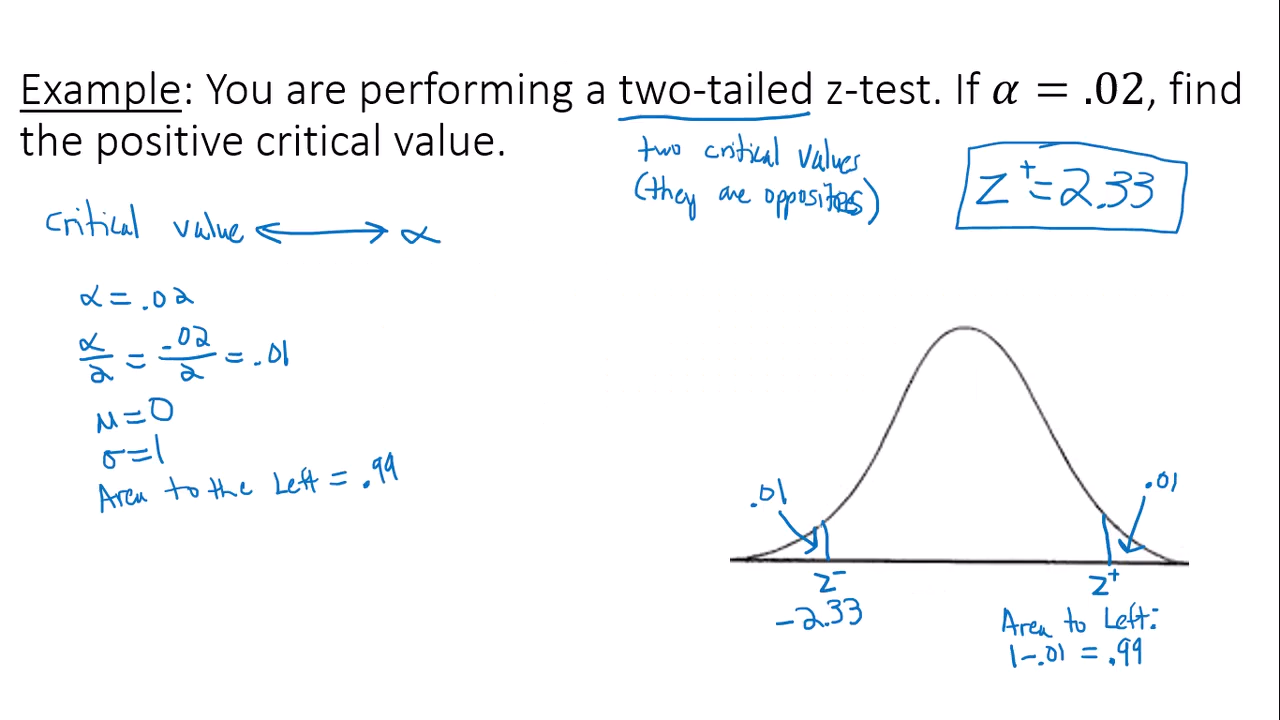 Example: You are performing a two-tailed z-test. If α = .02, find
the positive critical value.
two critical values
(they are opposites)
z⁺=2.33
critical value ⟷ α
α = .02
α/2 = .02/2 = .01
μ=0
σ=1
Area to the Left = .99
.01
.01
z⁻
-2.33
z⁺
Area to Left:
1-.01 = .99